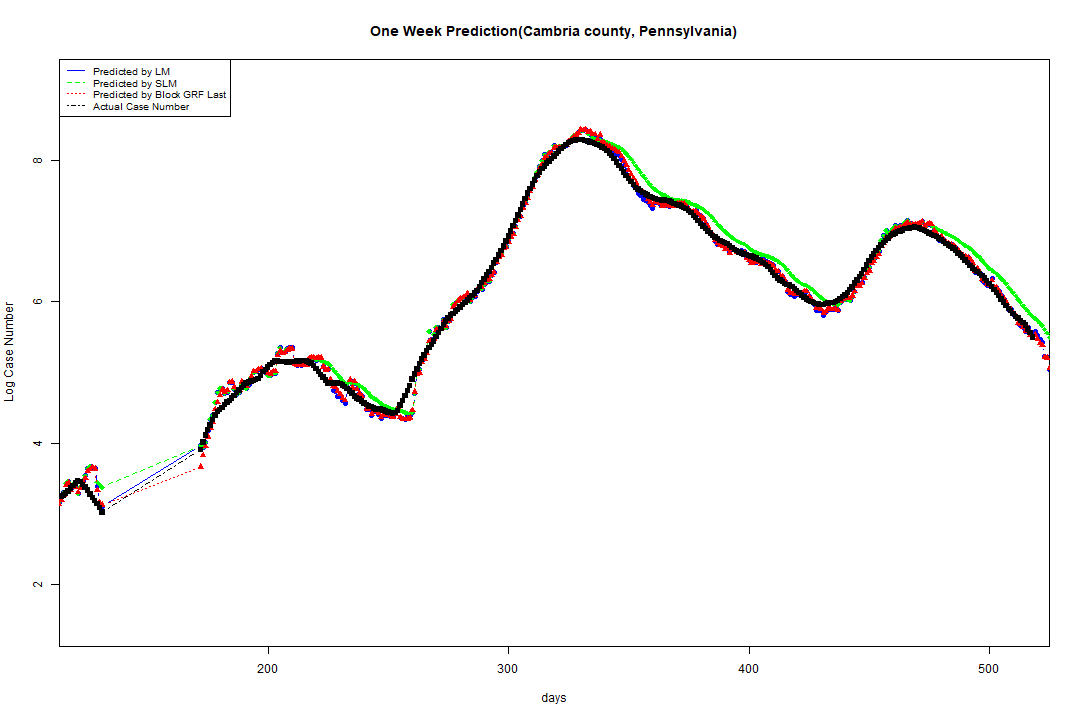 One Week Prediction(Cambria county, Pennsylvania)
Predicted by LM
Predicted by SLM
Predicted by Block GRF Last
Actual Case Number
8
6
4
2
Log Case Number
200 300 400 500
days